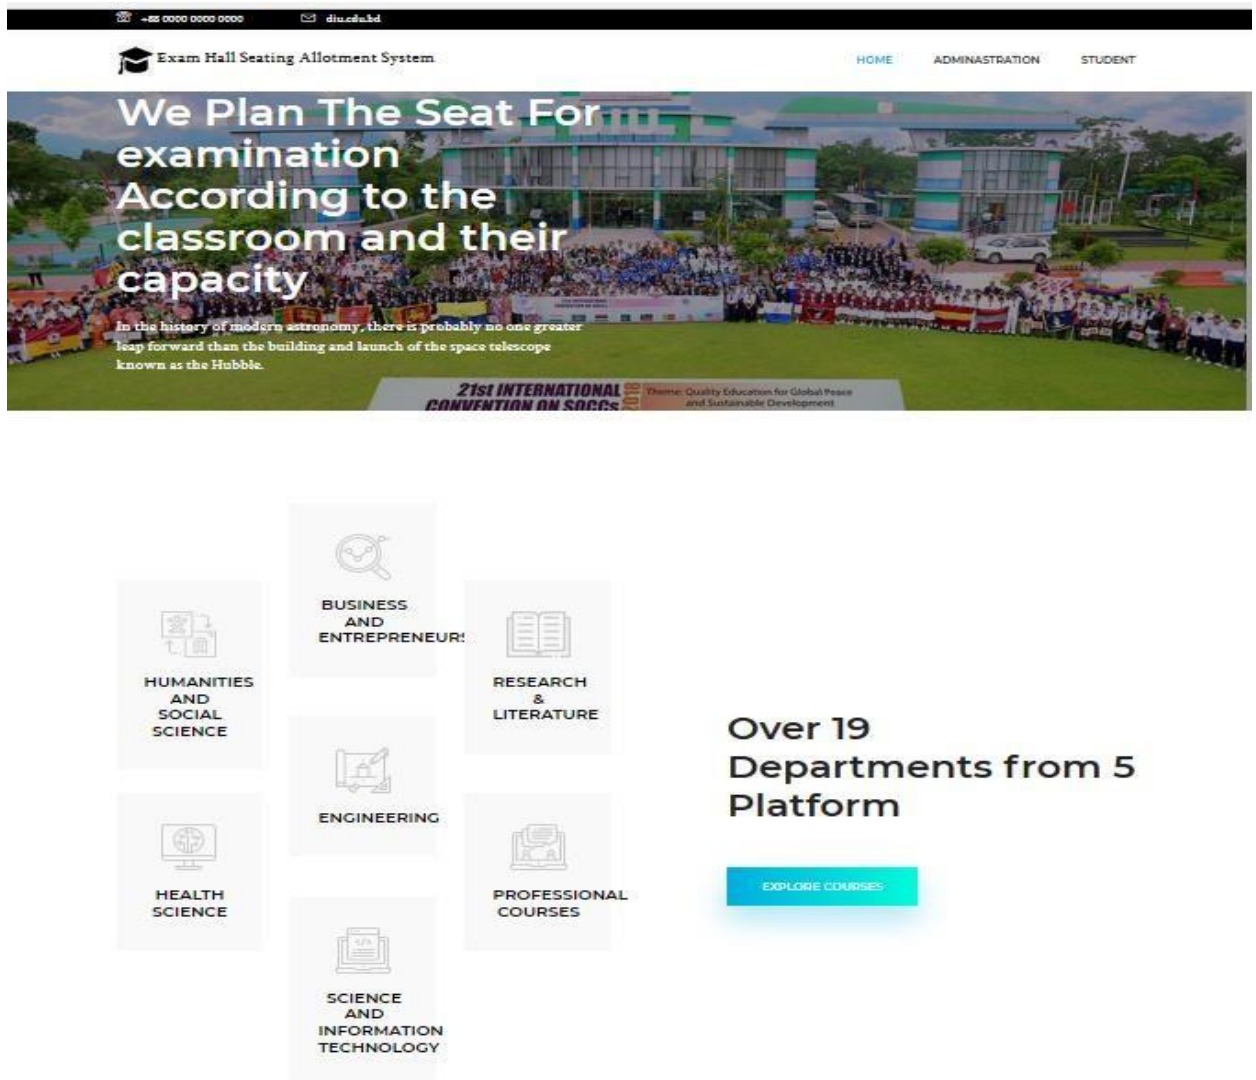 +88 0000 0000 0000
diu.edu.bd
Exam Hall Seating Allotment System
HOME
ADMINASTRATION
STUDENT
We Plan The Seat For
examination
According to the
classroom and their
capacity
In the history of modern astronomy, there is probably no one greater
leap forward than the building and launch of the space telescope
known as the Hubble.
21st INTERNATIONAL
CONVENTION ON SQCCs
2018
Theme: Quality Education for Global Peace
and Sustainable Development
BUSINESS
AND
ENTREPRENEURS
HUMANITIES
AND
SOCIAL
SCIENCE
RESEARCH
&
LITERATURE
ENGINEERING
HEALTH
SCIENCE
PROFESSIONAL
COURSES
SCIENCE
AND
INFORMATION
TECHNOLOGY
Over 19
Departments from 5
Platform
EXPLORE COURSES